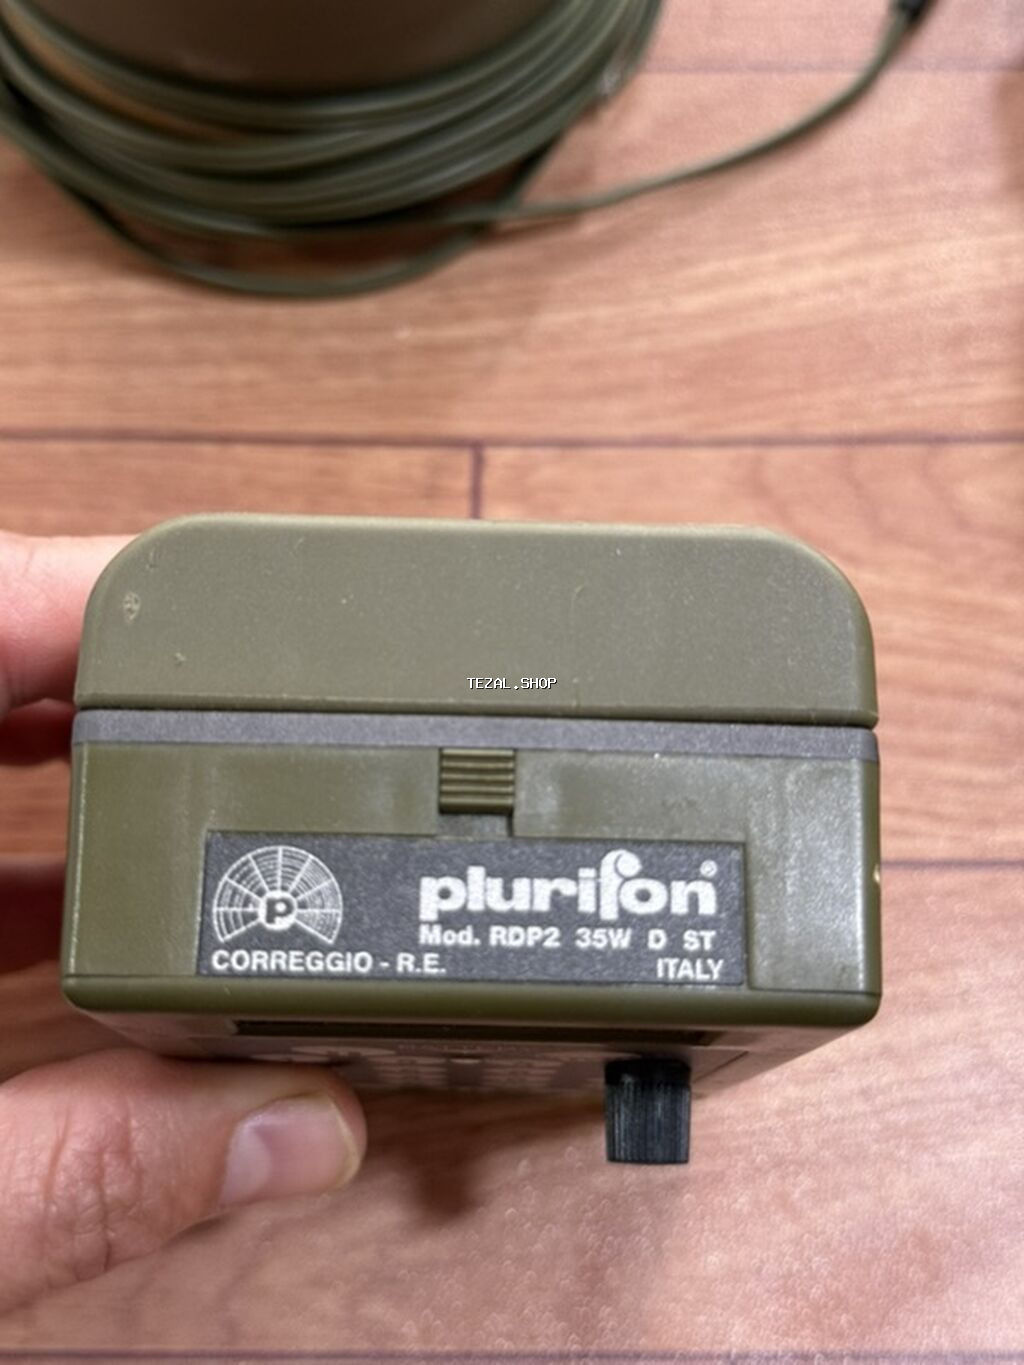 TEZAL.SHOP
P
plurifon®
Mod. RDP2 35W D ST
CORREGGIO - R.E.
ITALY